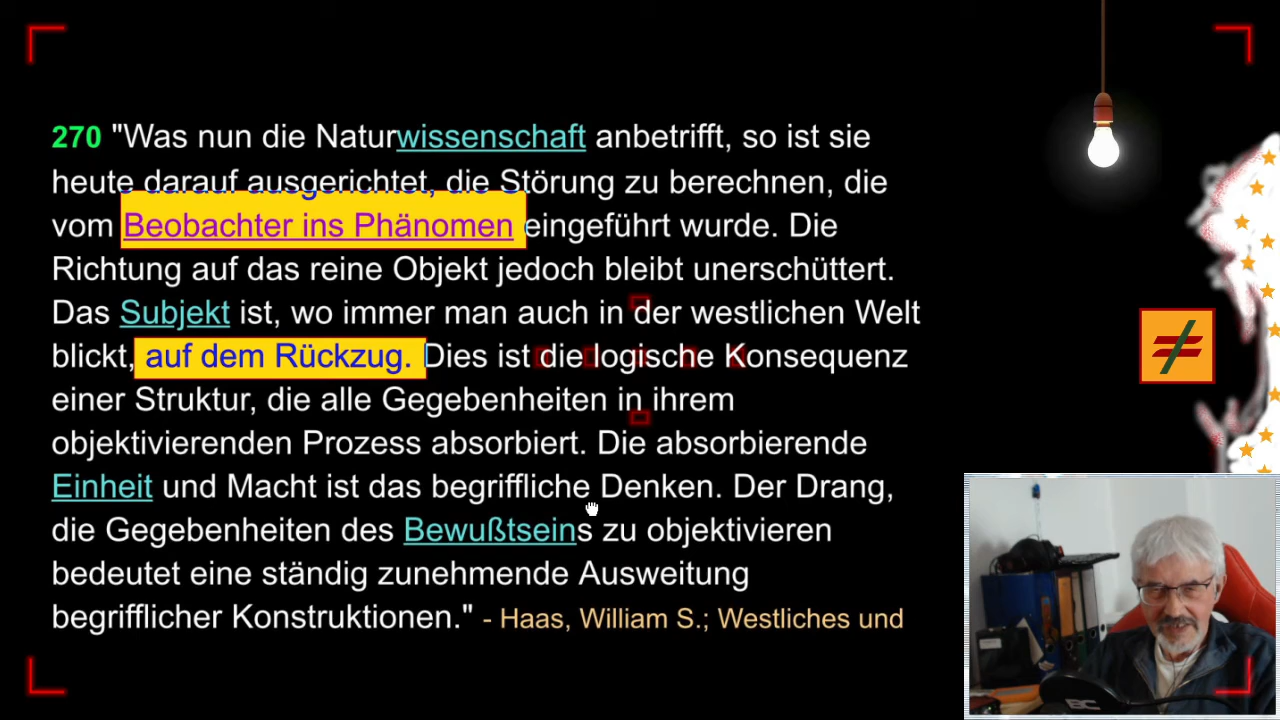 270 "Was nun die Naturwissenschaft anbetrifft, so ist sie
heute darauf ausgerichtet, die Störung zu berechnen, die
vom Beobachter ins Phänomen eingeführt wurde. Die
Richtung auf das reine Objekt jedoch bleibt unerschüttert.
Das Subjekt ist, wo immer man auch in der westlichen Welt
blickt, auf dem Rückzug. Dies ist die logische Konsequenz
einer Struktur, die alle Gegebenheiten in ihrem
objektivierenden Prozess absorbiert. Die absorbierende
Einheit und Macht ist das begriffliche Denken. Der Drang,
die Gegebenheiten des Bewußtseins zu objektivieren
bedeutet eine ständig zunehmende Ausweitung
begrifflicher Konstruktionen." - Haas, William S.; Westliches und
≠